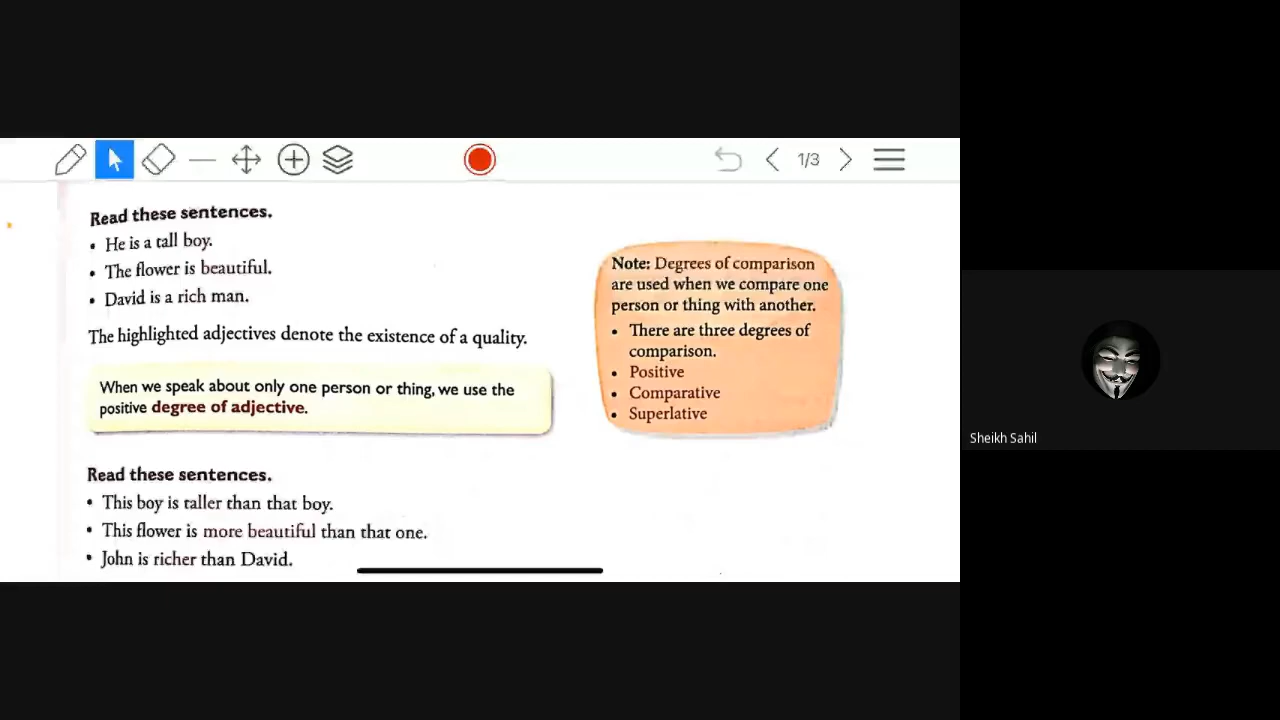 1/3
Read these sentences.
• He is a tall boy.
• The flower is beautiful.
• David is a rich man.
The highlighted adjectives denote the existence of a quality.
When we speak about only one person or thing, we use the
positive degree of adjective.
Note: Degrees of comparison
are used when we compare one
person or thing with another.
• There are three degrees of
comparison.
• Positive
• Comparative
• Superlative
Read these sentences.
• This boy is taller than that boy.
• This flower is more beautiful than that one.
• John is richer than David.
Sheikh Sahil